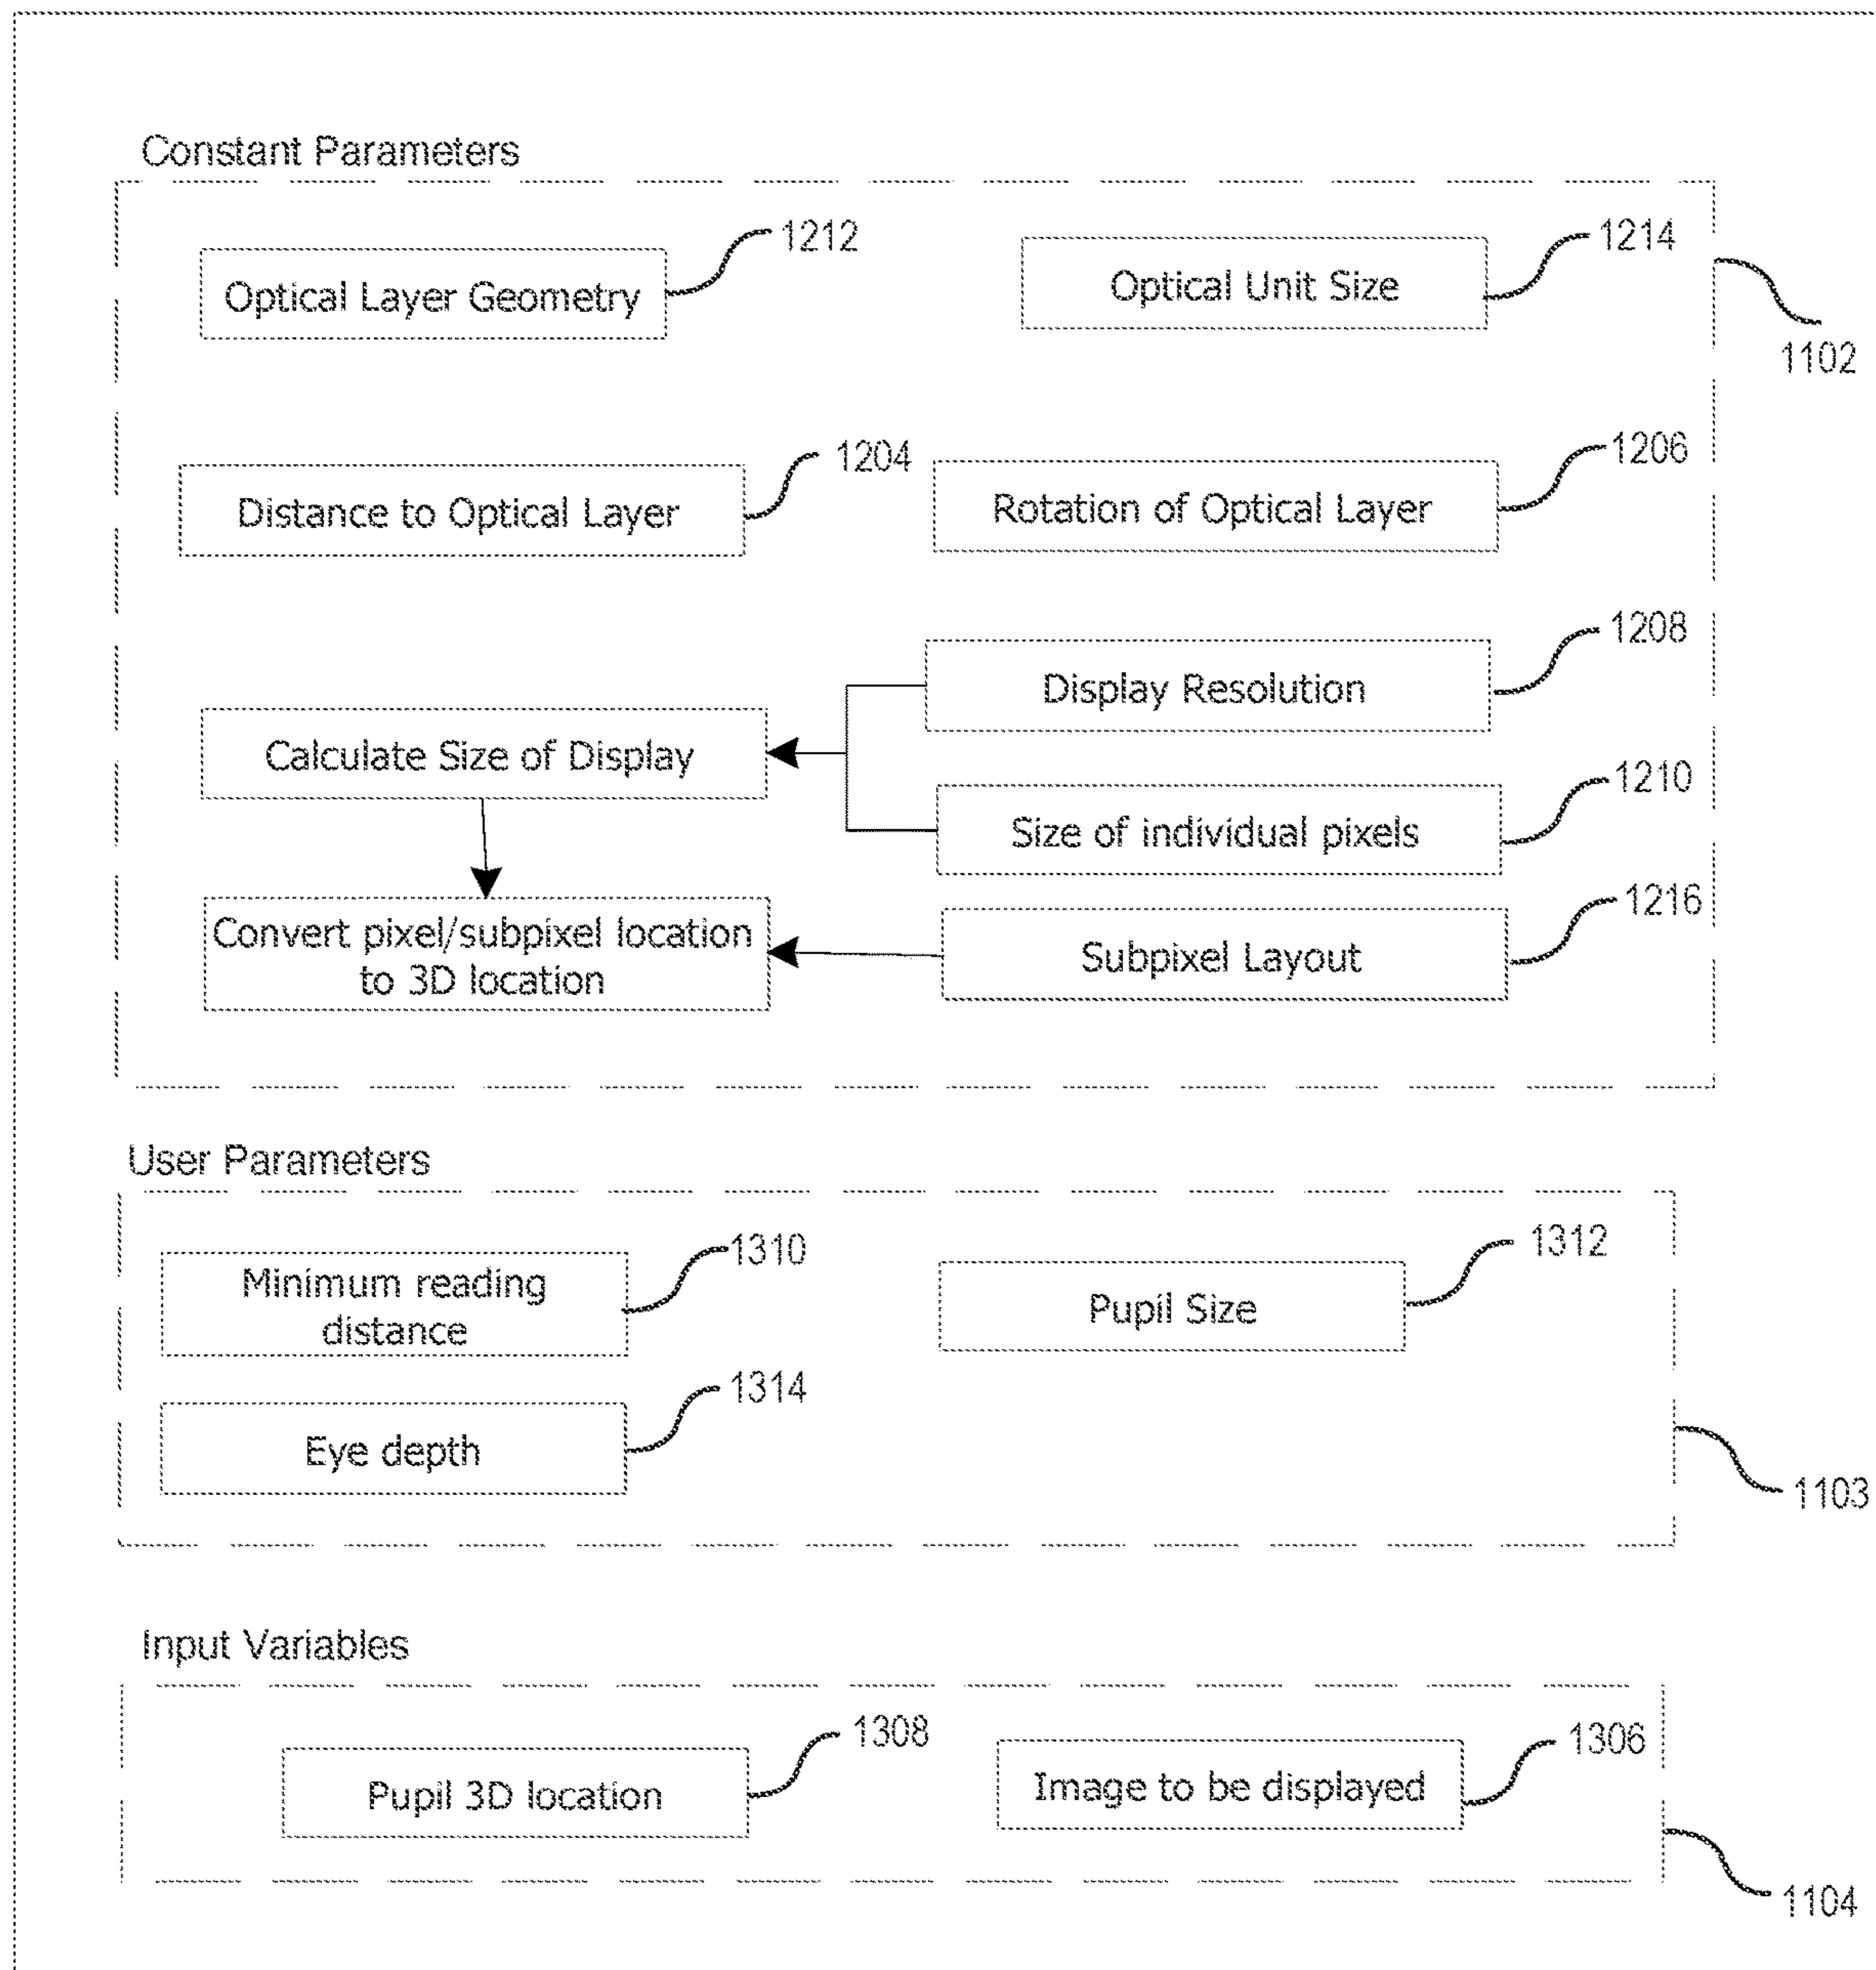 Constant Parameters
Optical Layer Geometry
1212
Optical Unit Size
1214
1102
Distance to Optical Layer
1204
Rotation of Optical Layer
1206
Display Resolution
1208
Calculate Size of Display
Size of individual pixels
1210
Convert pixel/subpixel location
to 3D location
Subpixel Layout
1216
User Parameters
Minimum reading
distance
1310
Pupil Size
1312
Eye depth
1314
1103
Input Variables
Pupil 3D location
1308
Image to be displayed
1306
1104